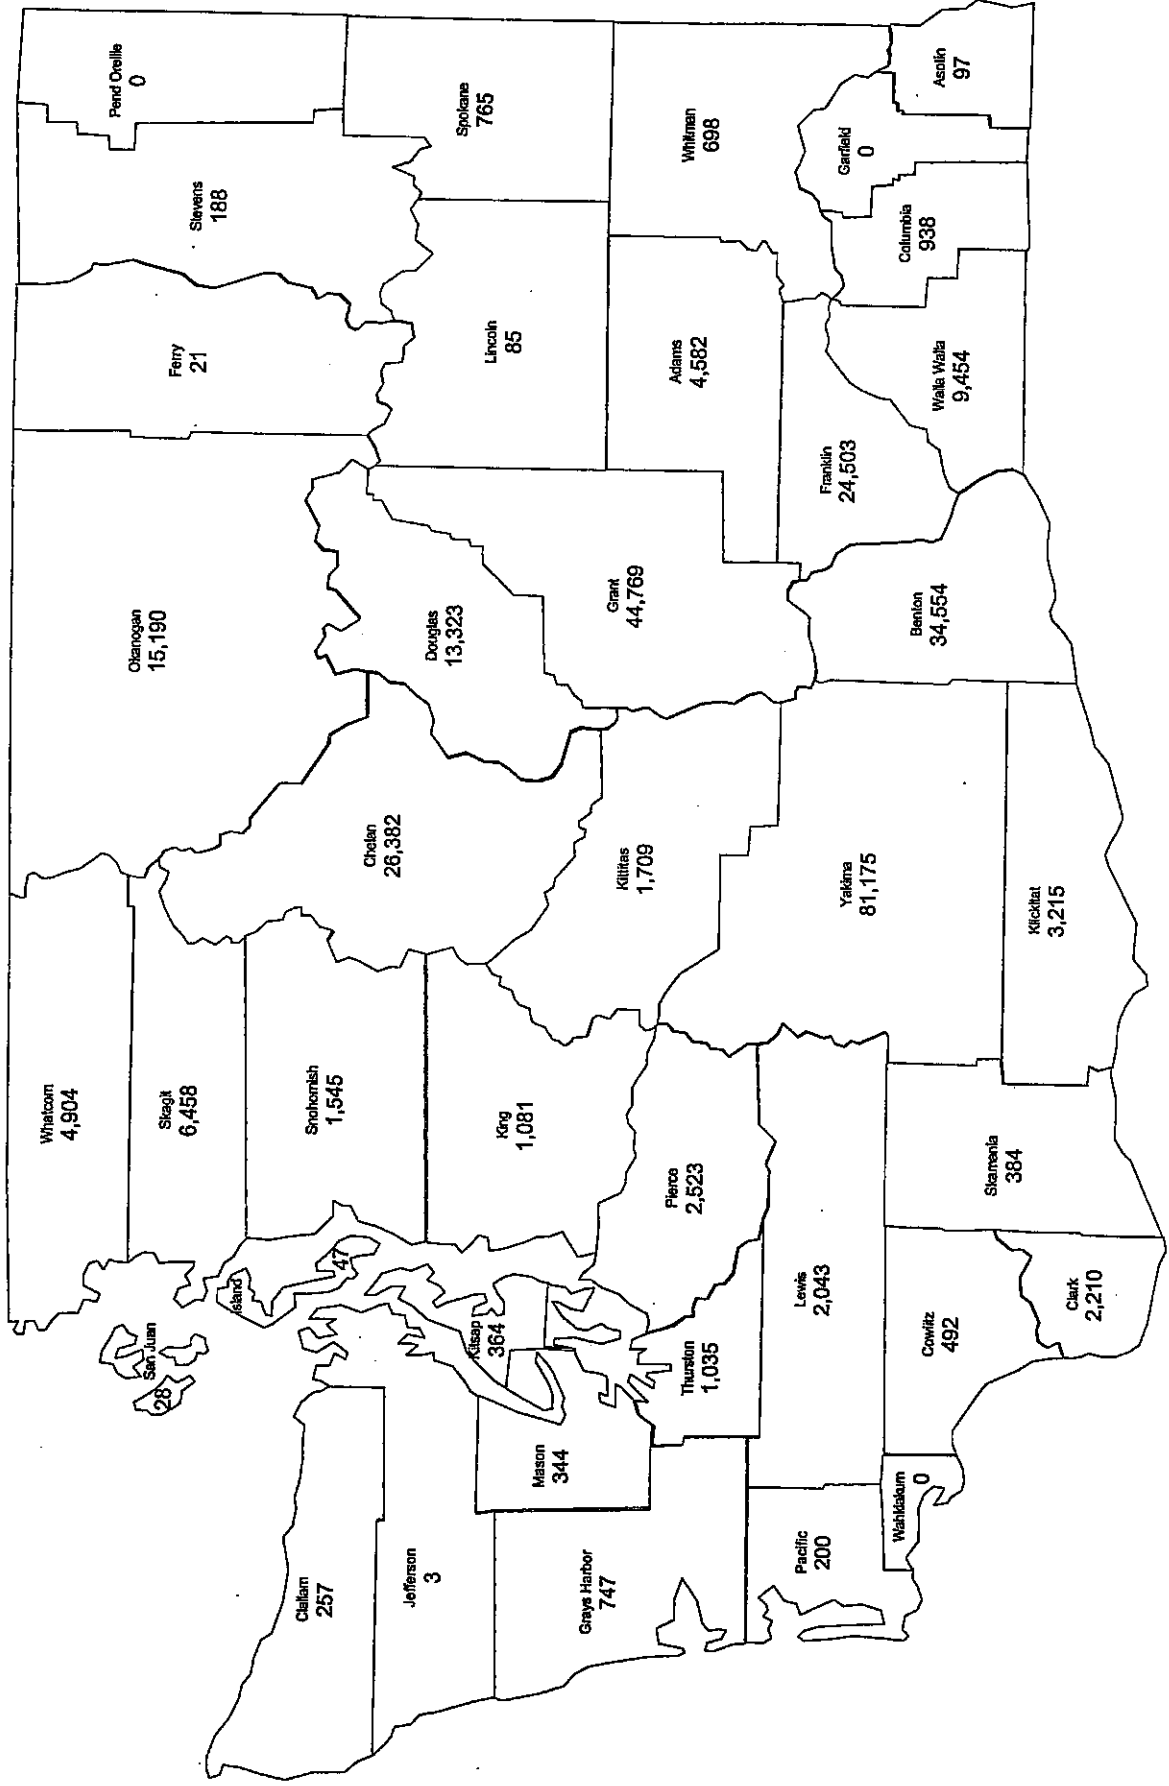 Whatcom
4,904
Skagit
6,458
Snohomish
1,545
King
1,081
Pierce
2,523
San Juan
28
Island
47
Kitsap
364
Clallam
257
Jefferson
3
Mason
344
Grays Harbor
747
Thurston
1,035
Lewis
2,043
Pacific
200
Wahkiakum
0
Cowlitz
492
Clark
2,210
Skamania
384
Okanogan
15,190
Chelan
26,382
Douglas
13,323
Kittitas
1,709
Grant
44,769
Yakima
81,175
Klickitat
3,215
Benton
34,554
Ferry
21
Stevens
188
Pend Oreille
0
Lincoln
85
Spokane
765
Adams
4,582
Whitman
698
Franklin
24,503
Walla Walla
9,454
Columbia
938
Garfield
0
Asotin
97